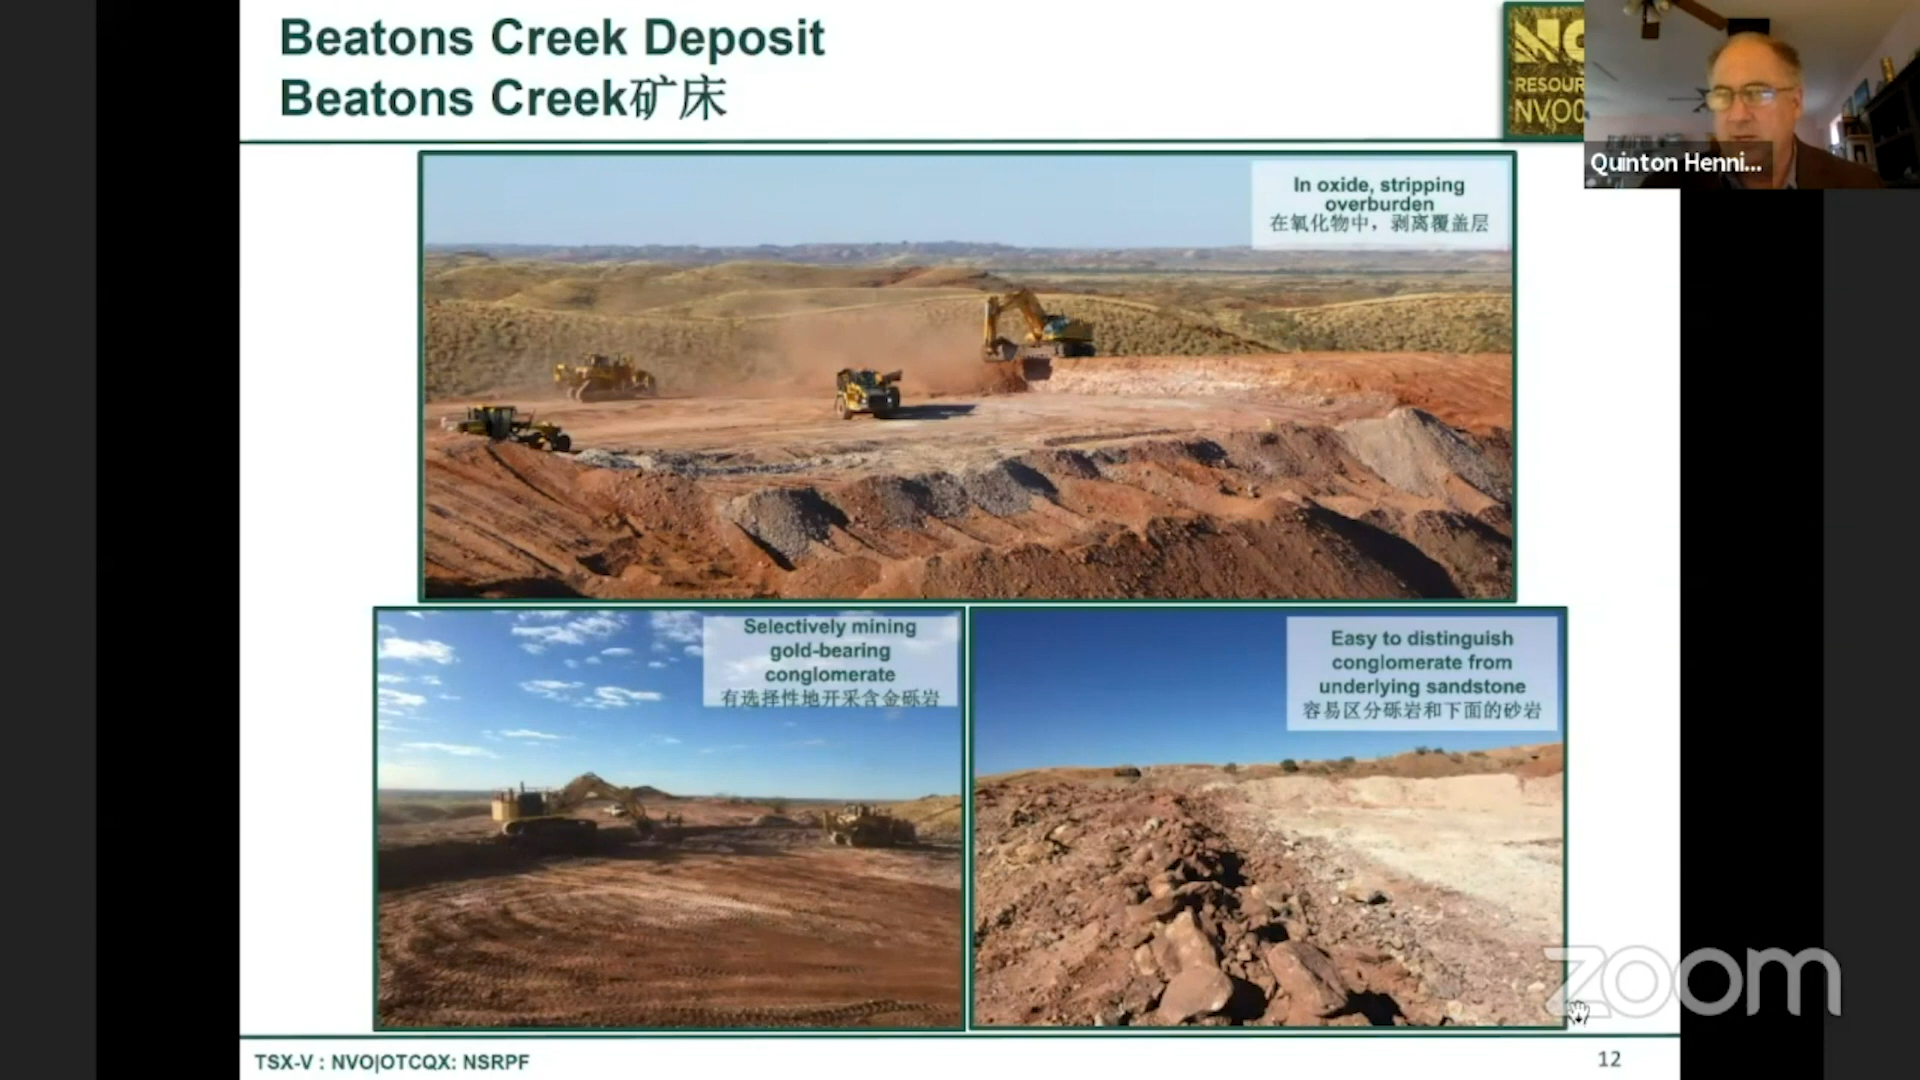 Beatons Creek Deposit
Beatons Creek矿床
RESOUR
Quinton Henni...
In oxide, stripping
overburden
在氧化物中，剥离覆盖层
Selectively mining
gold-bearing
conglomerate
有选择性地开采含金砾岩
Easy to distinguish
conglomerate from
underlying sandstone
容易区分砾岩和下面的砂岩
zoom
TSX-V : NVO|OTCQX: NSRPF
12